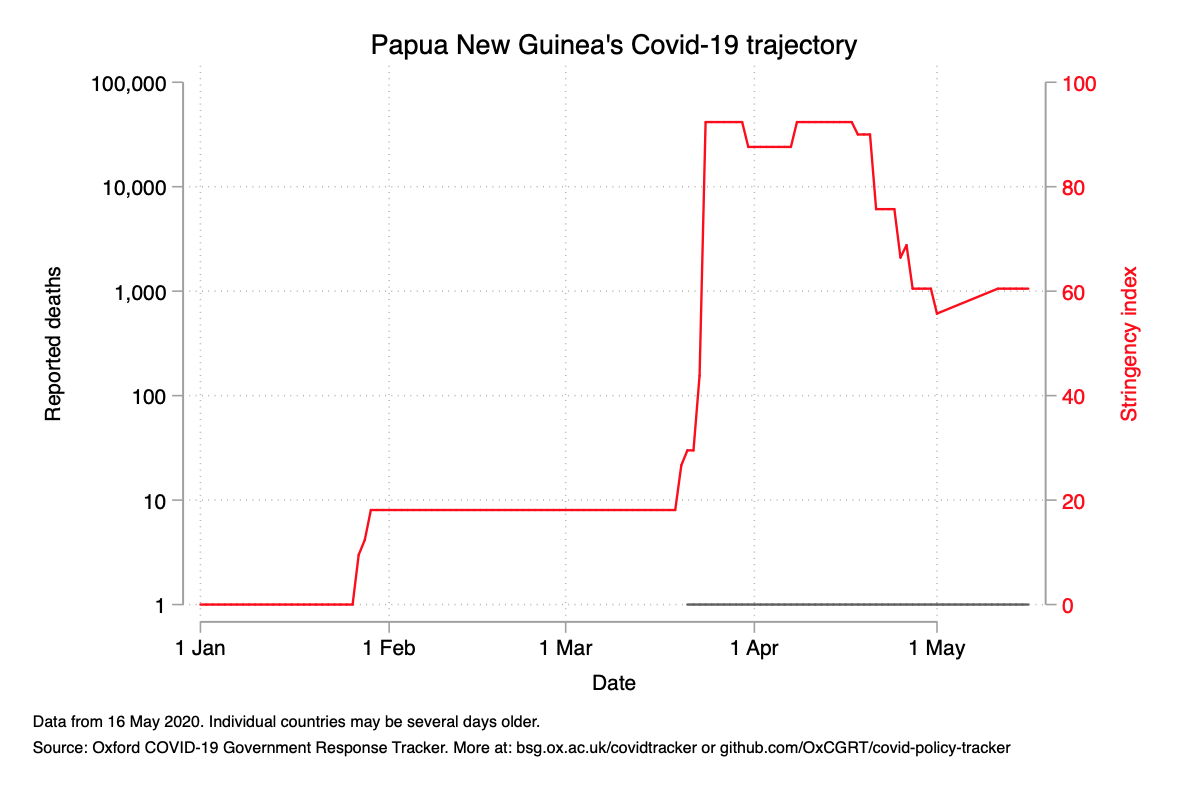 Papua New Guinea's Covid-19 trajectory
100,000
10,000
1,000
100
10
1
Reported deaths
100
80
60
40
20
0
Stringency index
1 Jan
1 Feb
1 Mar
1 Apr
1 May
Date
Data from 16 May 2020. Individual countries may be several days older.
Source: Oxford COVID-19 Government Response Tracker. More at: bsg.ox.ac.uk/covidtracker or github.com/OxCGRT/covid-policy-tracker